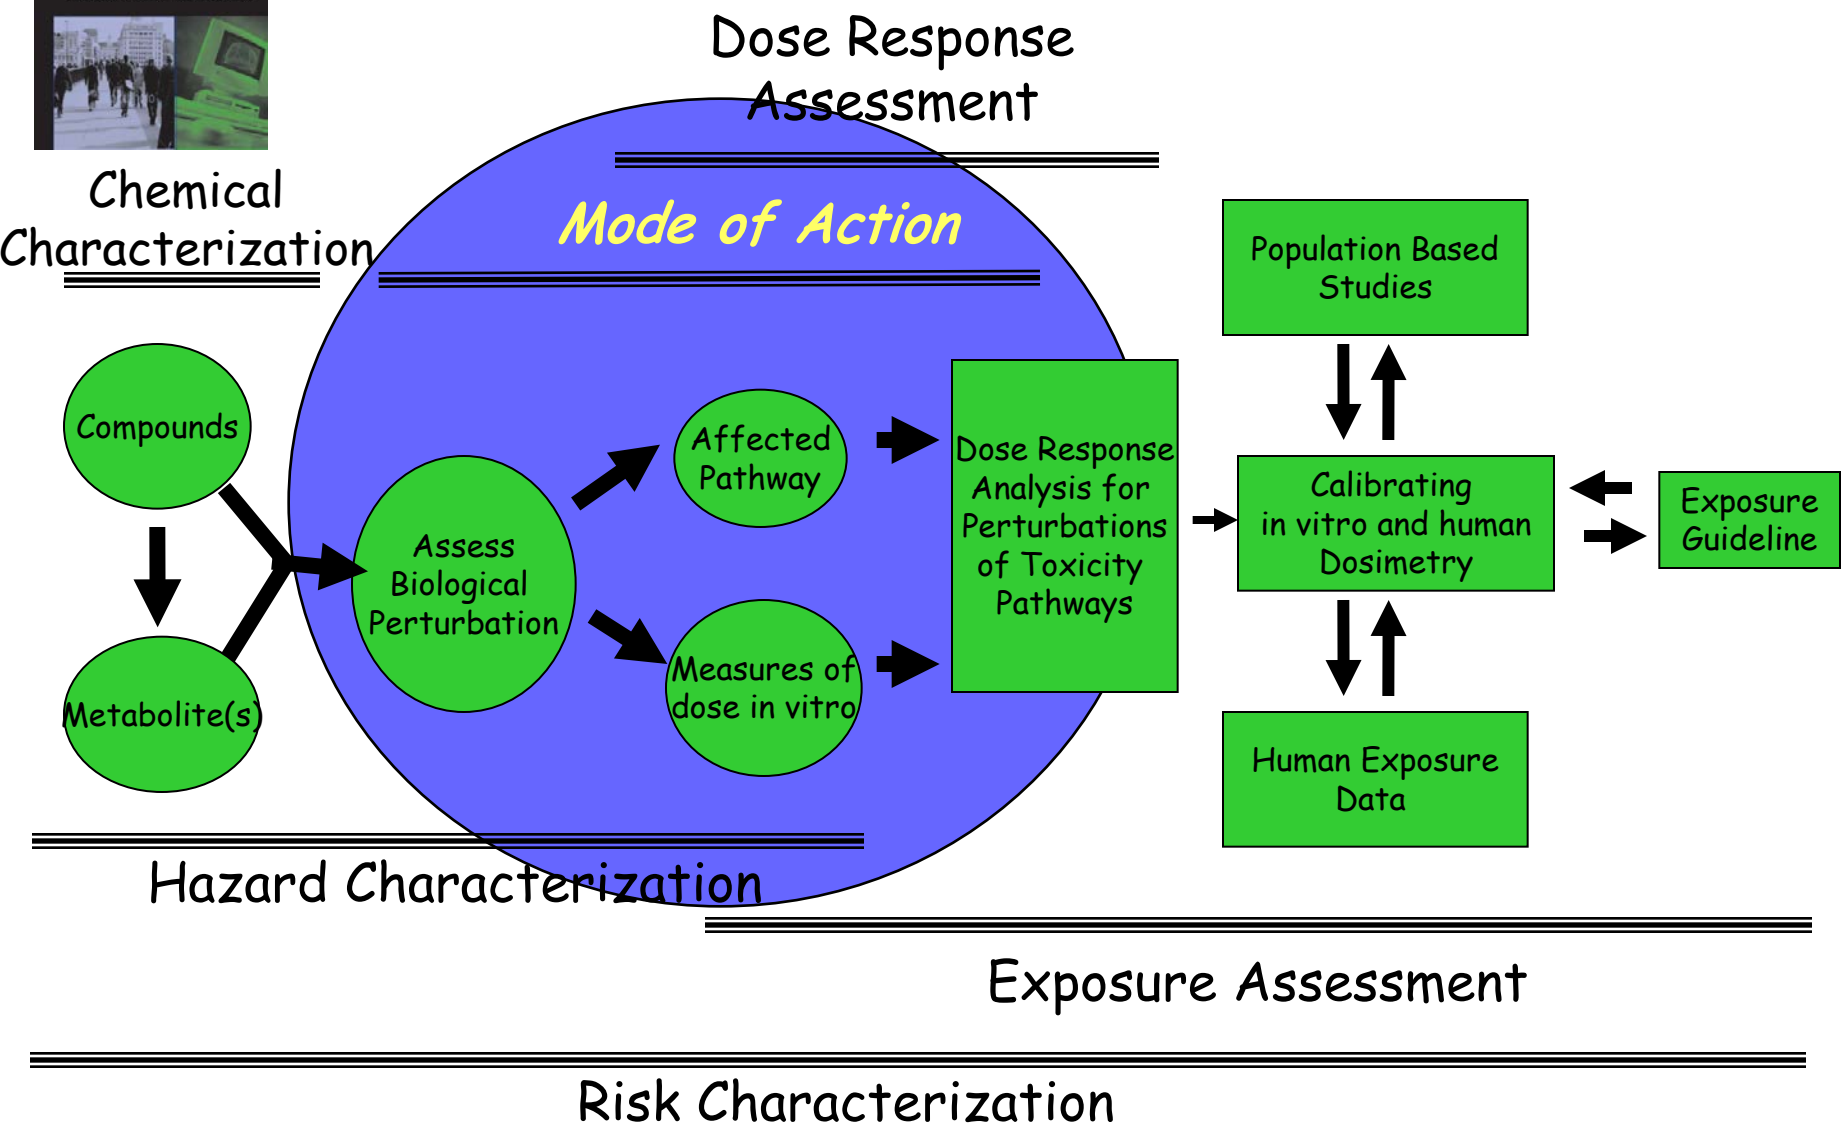 Dose Response
Assessment
Chemical
Characterization
Mode of Action
Population Based
Studies
Compounds
Affected
Pathway
Dose Response
Analysis for
Perturbations
of Toxicity
Pathways
Calibrating
in vitro and human
Dosimetry
Exposure
Guideline
Assess
Biological
Perturbation
Measures of
dose in vitro
Metabolite(s)
Human Exposure
Data
Hazard Characterization
Exposure Assessment
Risk Characterization